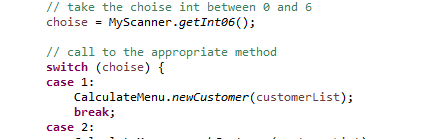 // take the choise int between 0 and 6
choise = MyScanner.getInt06();
// call to the appropriate method
switch (choise) {
case 1:
CalculateMenu.newCustomer(customerList);
break;
case 2: